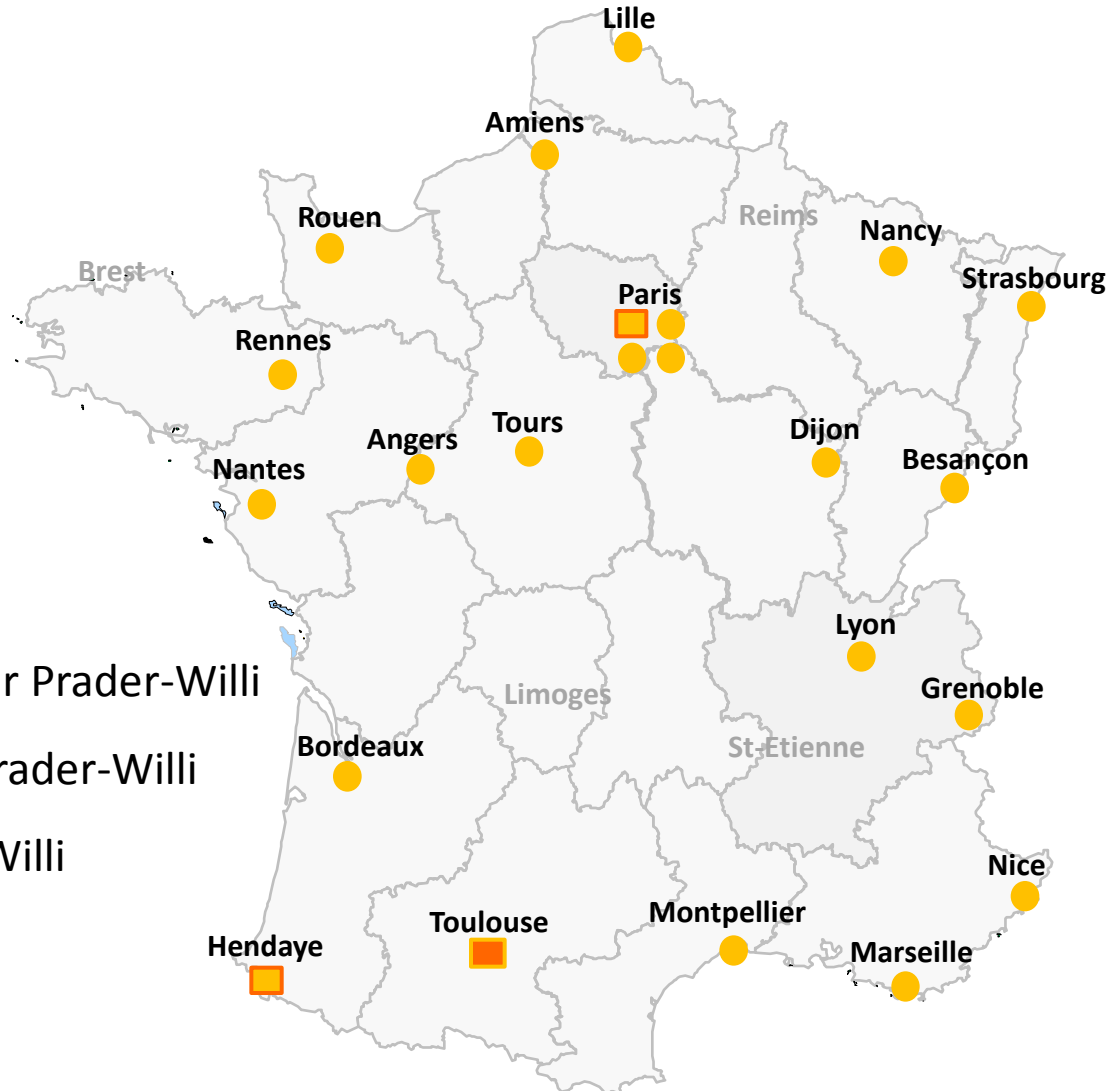 Lille
Amiens
Reims
Rouen
Nancy
Brest
Strasbourg
Paris
Rennes
Tours
Dijon
Angers
Besançon
Nantes
Lyon
r Prader-Willi
Grenoble
Limoges
Bordeaux
St-Etienne
rader-Willi
Willi
Nice
Montpellier
Toulouse
Hendaye
Marseille